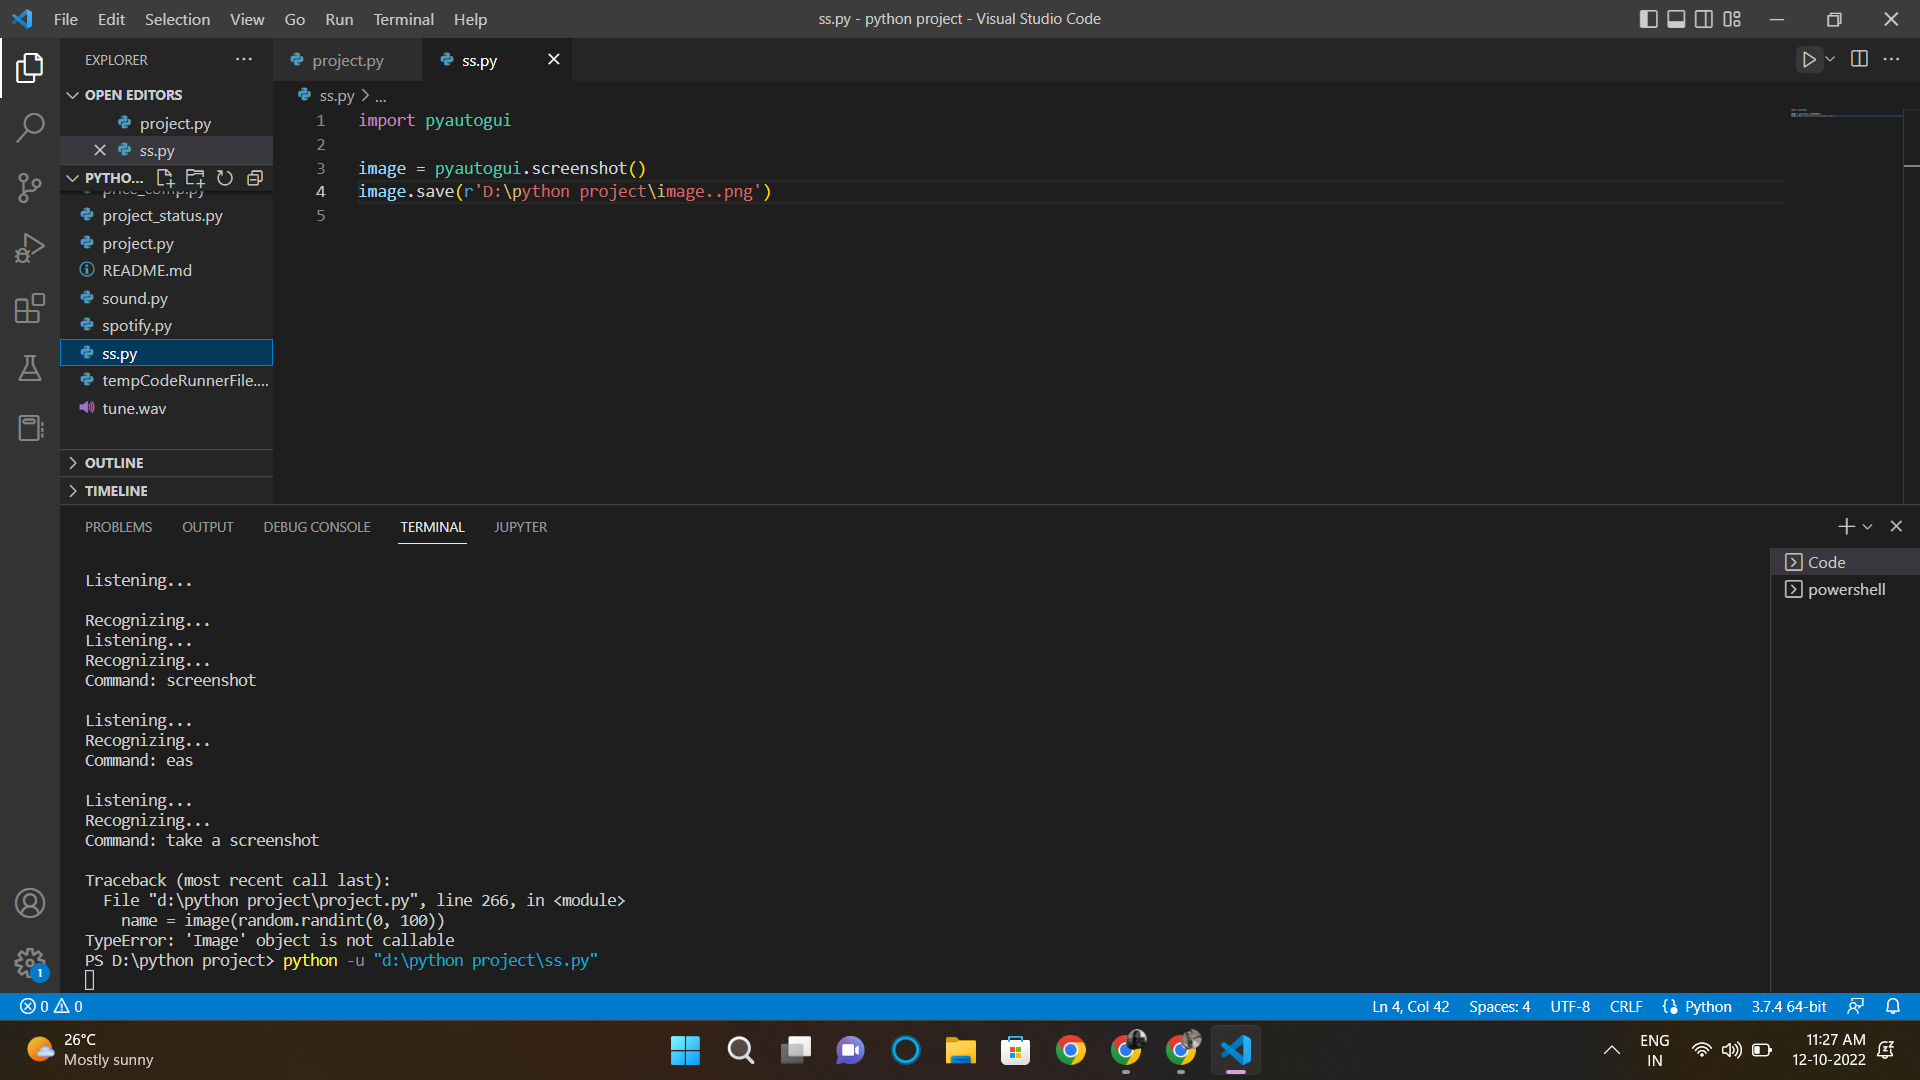 File Edit Selection View Go Run Terminal Help
ss.py - python project - Visual Studio Code
EXPLORER
OPEN EDITORS
project.py
ss.py
PYTHO...
price_comp.py
project_status.py
project.py
README.md
sound.py
spotify.py
ss.py
tempCodeRunnerFile....
tune.wav
OUTLINE
TIMELINE
project.py
ss.py
ss.py > ...
1 import pyautogui
2
3 image = pyautogui.screenshot()
4 image.save(r'D:\python project\image..png')
5
PROBLEMS OUTPUT DEBUG CONSOLE TERMINAL JUPYTER
Code
powershell
Listening...
Recognizing...
Listening...
Recognizing...
Command: screenshot
Listening...
Recognizing...
Command: eas
Listening...
Recognizing...
Command: take a screenshot
Traceback (most recent call last):
File "d:\python project\project.py", line 266, in <module>
name = image(random.randint(0, 100))
TypeError: 'Image' object is not callable
PS D:\python project> python -u "d:\python project\ss.py"
1
0 0
Ln 4, Col 42 Spaces: 4 UTF-8 CRLF Python 3.7.4 64-bit
26°C
Mostly sunny
ENG
IN
11:27 AM
12-10-2022